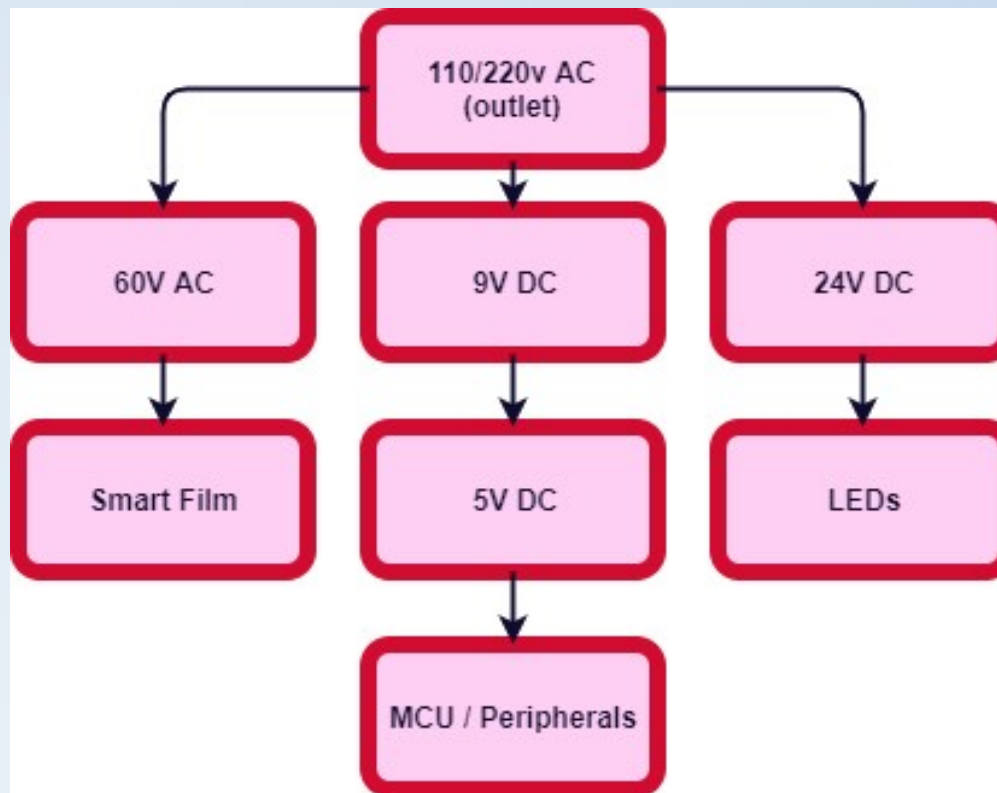 110/220v AC
(outlet)
60V AC
9V DC
24V DC
Smart Film
5V DC
LEDs
MCU / Peripherals